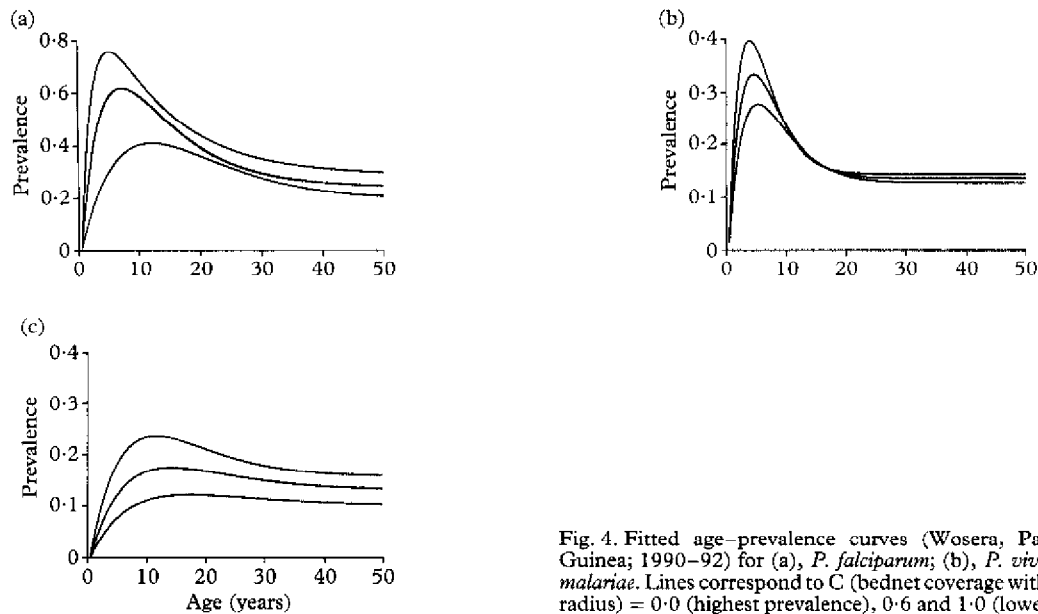 (a)
0·8
0·6
0·4
0·2
0
Prevalence
0 10 20 30 40 50
(b)
0·4
0·3
0·2
0·1
0
Prevalence
0 10 20 30 40 50
(c)
0·4
0·3
0·2
0·1
0
Prevalence
0 10 20 30 40 50
Age (years)
Fig. 4. Fitted age–prevalence curves (Wosera, Pa
Guinea; 1990–92) for (a), P. falciparum; (b), P. viv
malariae. Lines correspond to C (bednet coverage with
radius) = 0·0 (highest prevalence), 0·6 and 1·0 (lowe